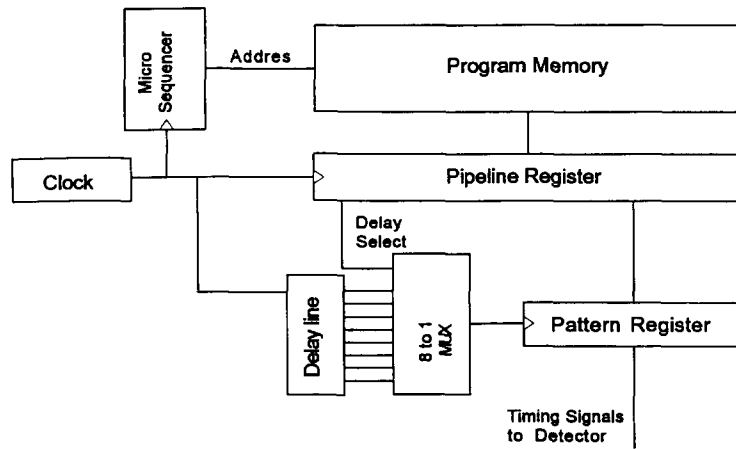 Micro
Sequencer
Addres
Program Memory
Clock
Pipeline Register
Delay
Select
Delay line
8 to 1
MUX
Pattern Register
Timing Signals
to Detector